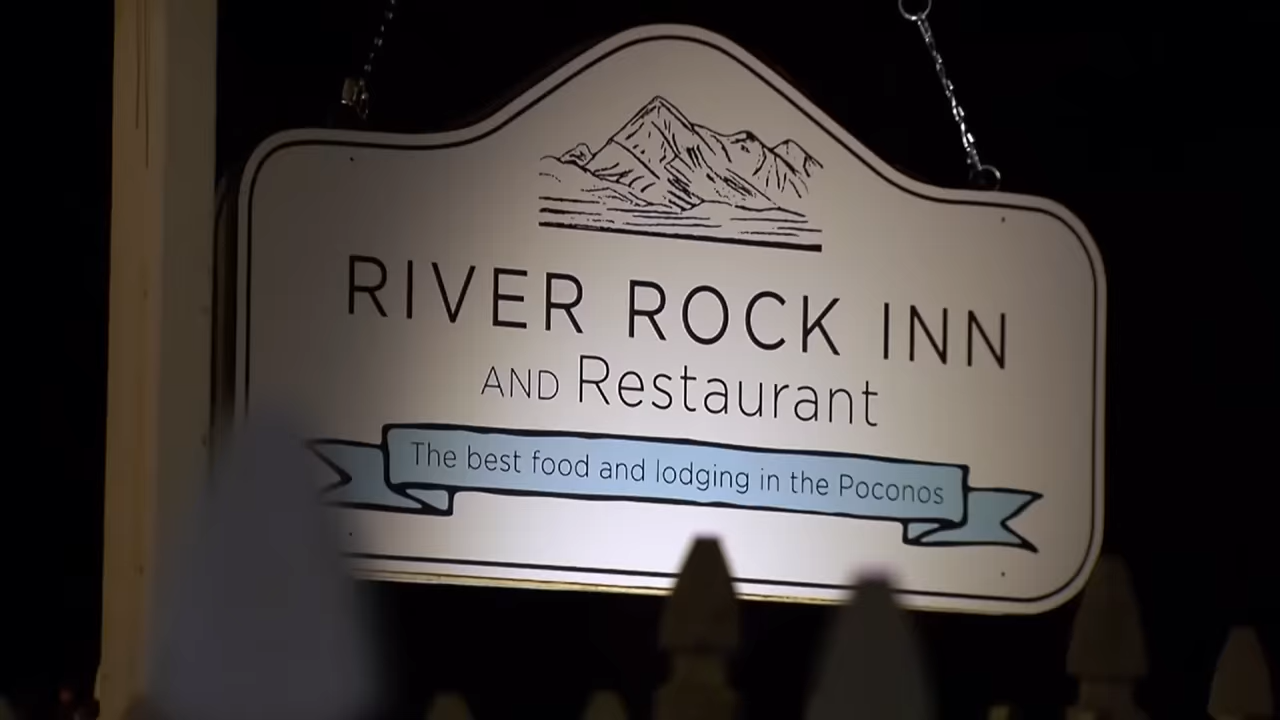 RIVER ROCK INN
AND Restaurant
The best food and lodging in the Poconos